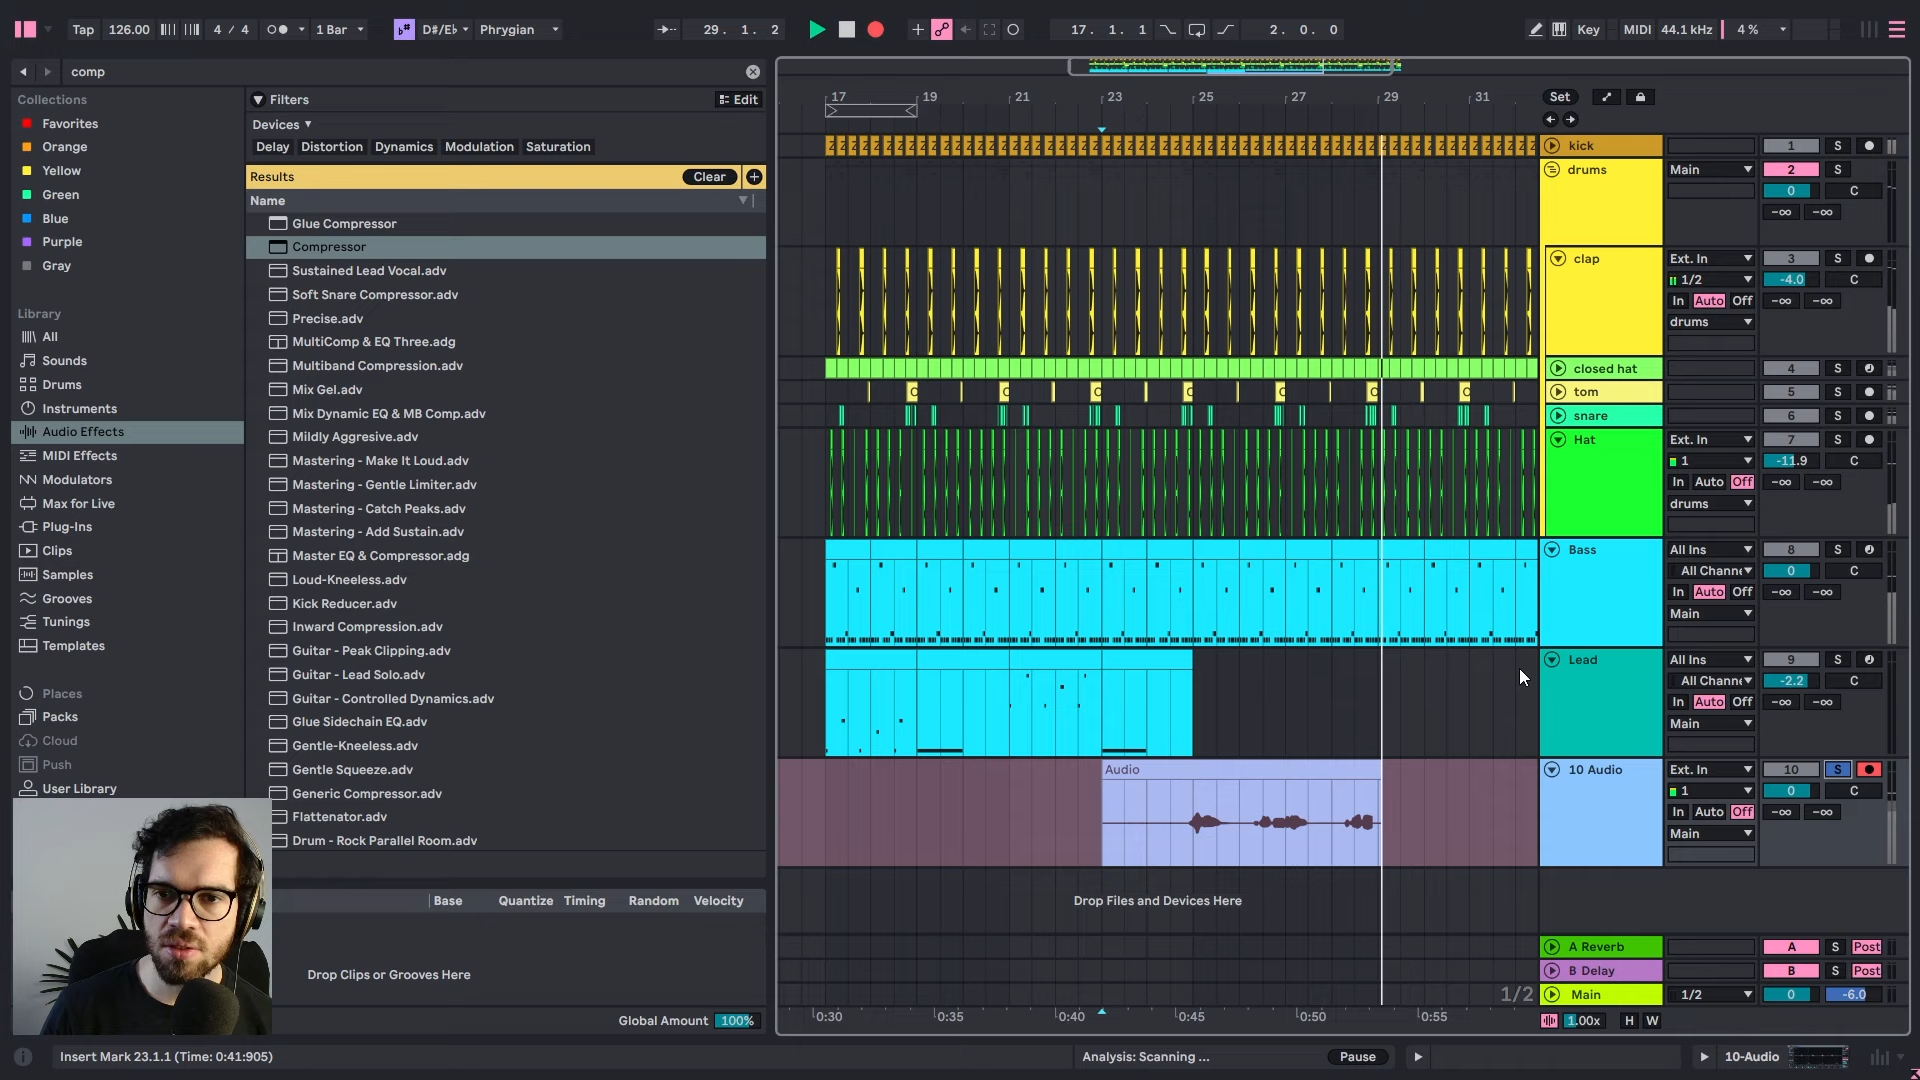 Tap 126.00 4 / 4 1 Bar D#/E♭ Phrygian 29. 1. 2 17. 1. 1 2. 0. 0 Key MIDI 44.1 kHz 4 %
comp
Collections
Favorites
Orange
Yellow
Green
Blue
Purple
Gray
Library
All
Sounds
Drums
Instruments
Audio Effects
MIDI Effects
Modulators
Max for Live
Plug-Ins
Clips
Samples
Grooves
Tunings
Templates
Places
Packs
Cloud
Push
User Library
Filters Edit
Devices
Delay Distortion Dynamics Modulation Saturation
Results Clear
Name
Glue Compressor
Compressor
Sustained Lead Vocal.adv
Soft Snare Compressor.adv
Precise.adv
MultiComp & EQ Three.adg
Multiband Compression.adv
Mix Gel.adv
Mix Dynamic EQ & MB Comp.adv
Mildly Aggresive.adv
Mastering - Make It Loud.adv
Mastering - Gentle Limiter.adv
Mastering - Catch Peaks.adv
Mastering - Add Sustain.adv
Master EQ & Compressor.adg
Loud-Kneeless.adv
Kick Reducer.adv
Inward Compression.adv
Guitar - Peak Clipping.adv
Guitar - Lead Solo.adv
Guitar - Controlled Dynamics.adv
Glue Sidechain EQ.adv
Gentle-Kneeless.adv
Gentle Squeeze.adv
Generic Compressor.adv
Flattenator.adv
Drum - Rock Parallel Room.adv
Base Quantize Timing Random Velocity
Drop Clips or Grooves Here
Global Amount 100%
17 19 21 23 25 27 29 31 Set
kick 1 S
drums Main 2 S
0 C
-∞ -∞
clap Ext. In 3 S
1/2 -4.0 C
In Auto Off -∞ -∞
drums
closed hat 4 S
tom 5 S
snare 6 S
Hat Ext. In 7 S
1 -11.9 C
In Auto Off -∞ -∞
drums
Bass All Ins 8 S
All Channe 0 C
In Auto Off -∞ -∞
Main
Lead All Ins 9 S
All Channe -2.2 C
In Auto Off -∞ -∞
Main
Audio 10 Audio Ext. In 10 S
1 0 C
In Auto Off -∞ -∞
Main
Drop Files and Devices Here
A Reverb A S Post
B Delay B S Post
1/2 Main 1/2 0 -6.0
0:30 0:35 0:40 0:45 0:50 0:55 1.00x H W
Insert Mark 23.1.1 (Time: 0:41:905) Analysis: Scanning ... Pause 10-Audio